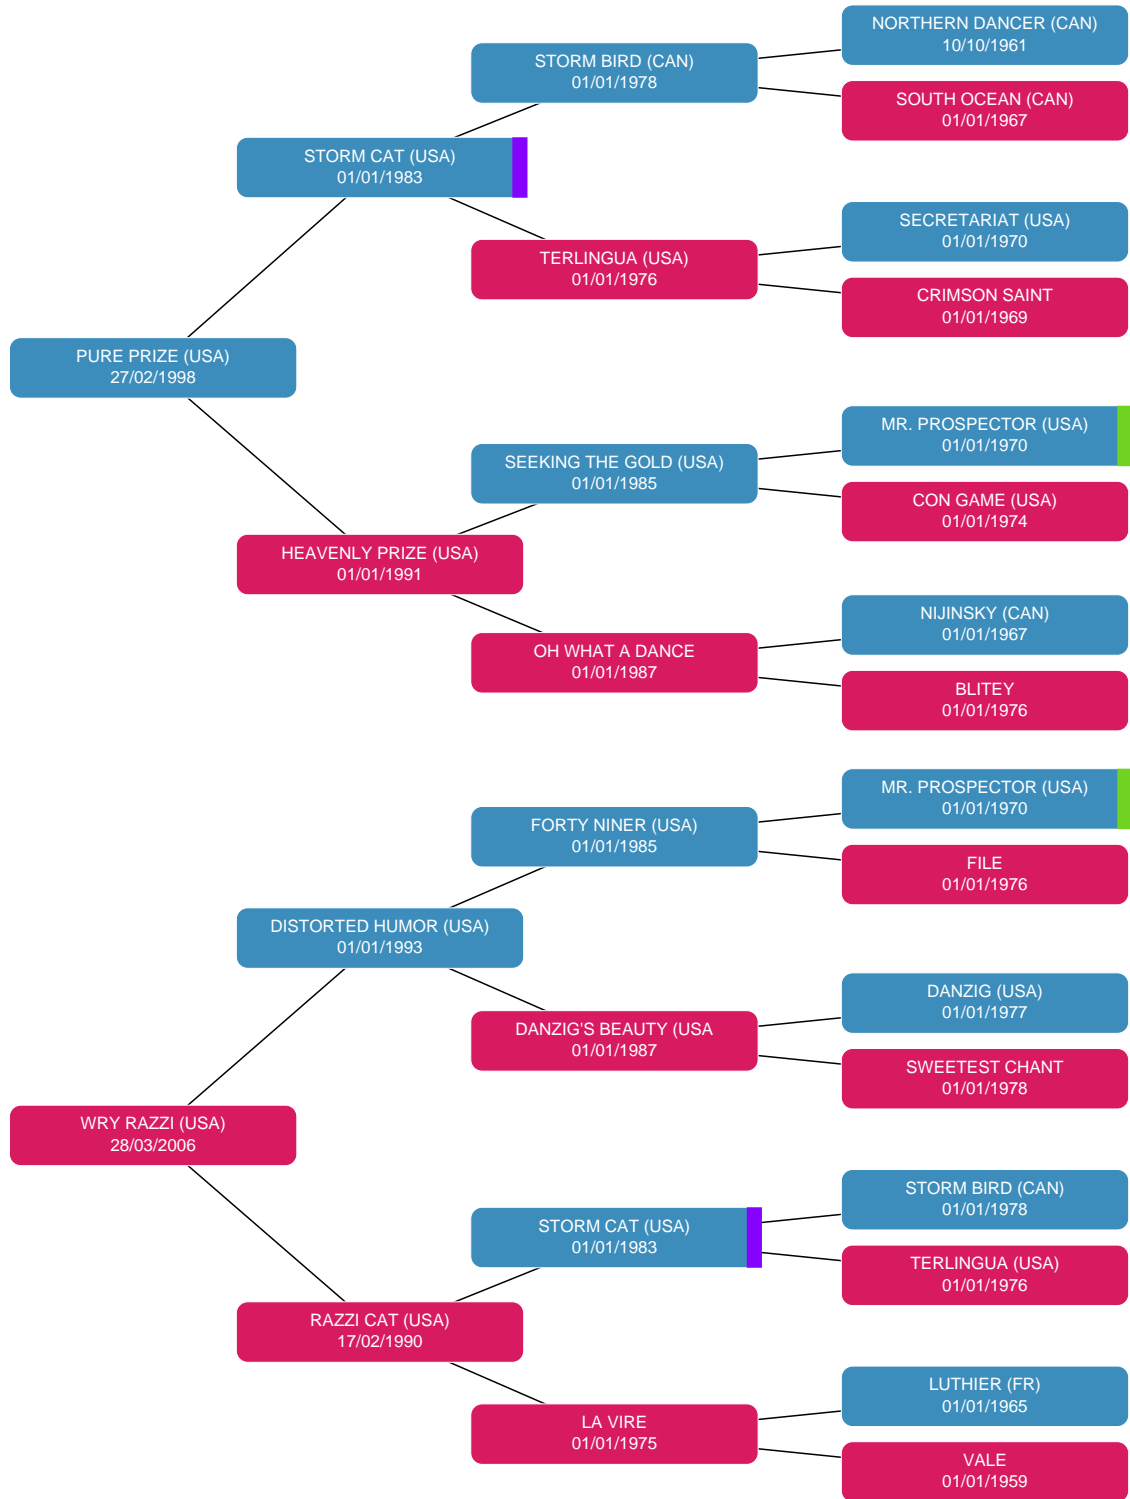 NORTHERN DANCER (CAN)
10/10/1961
STORM BIRD (CAN)
01/01/1978
SOUTH OCEAN (CAN)
01/01/1967
STORM CAT (USA)
01/01/1983
SECRETARIAT (USA)
01/01/1970
TERLINGUA (USA)
01/01/1976
CRIMSON SAINT
01/01/1969
PURE PRIZE (USA)
27/02/1998
MR. PROSPECTOR (USA)
01/01/1970
SEEKING THE GOLD (USA)
01/01/1985
CON GAME (USA)
01/01/1974
HEAVENLY PRIZE (USA)
01/01/1991
NIJINSKY (CAN)
01/01/1967
OH WHAT A DANCE
01/01/1987
BLITEY
01/01/1976
MR. PROSPECTOR (USA)
01/01/1970
FORTY NINER (USA)
01/01/1985
FILE
01/01/1976
DISTORTED HUMOR (USA)
01/01/1993
DANZIG (USA)
01/01/1977
DANZIG'S BEAUTY (USA
01/01/1987
SWEETEST CHANT
01/01/1978
WRY RAZZI (USA)
28/03/2006
STORM BIRD (CAN)
01/01/1978
STORM CAT (USA)
01/01/1983
TERLINGUA (USA)
01/01/1976
RAZZI CAT (USA)
17/02/1990
LUTHIER (FR)
01/01/1965
LA VIRE
01/01/1975
VALE
01/01/1959